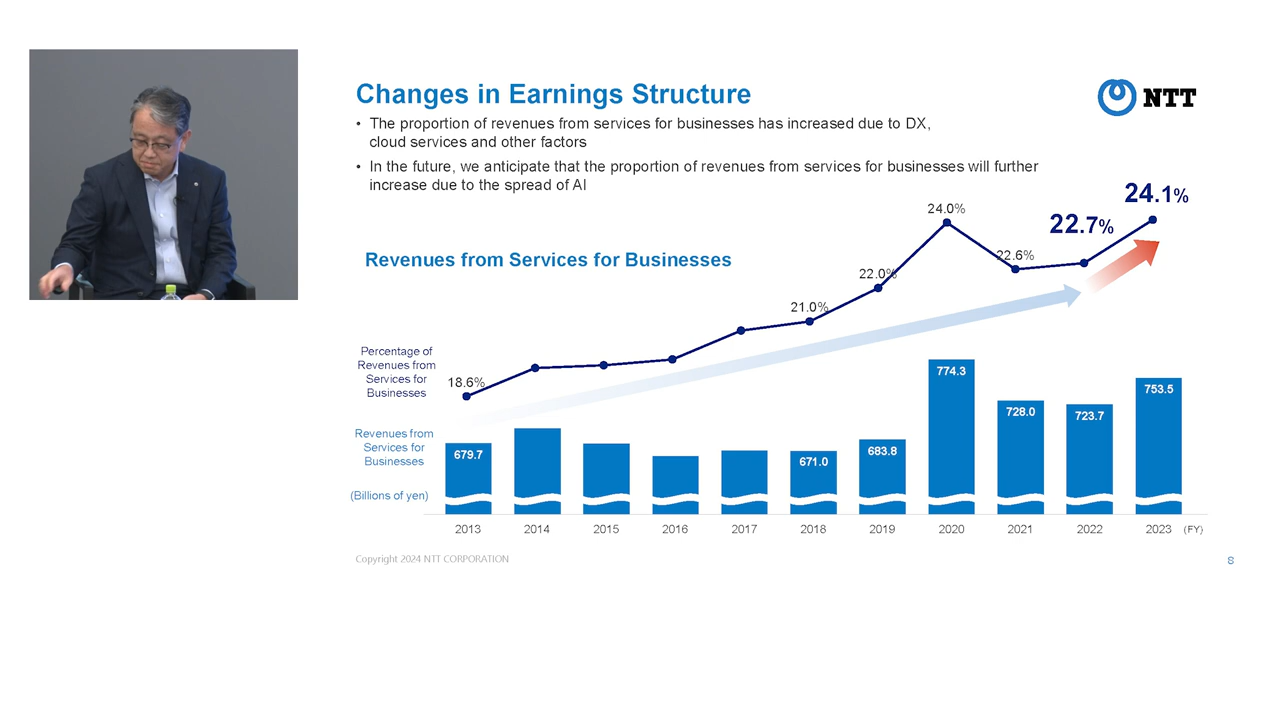 Changes in Earnings Structure
NTT
• The proportion of revenues from services for businesses has increased due to DX,
cloud services and other factors
• In the future, we anticipate that the proportion of revenues from services for businesses will further
increase due to the spread of AI
Revenues from Services for Businesses
24.1%
22.7%
24.0%
22.6%
22.0%
21.0%
18.6%
Percentage of
Revenues from
Services for
Businesses
Revenues from
Services for
Businesses
(Billions of yen)
679.7
671.0
683.8
774.3
728.0
723.7
753.5
2013 2014 2015 2016 2017 2018 2019 2020 2021 2022 2023 (FY)
Copyright 2024 NTT CORPORATION
8